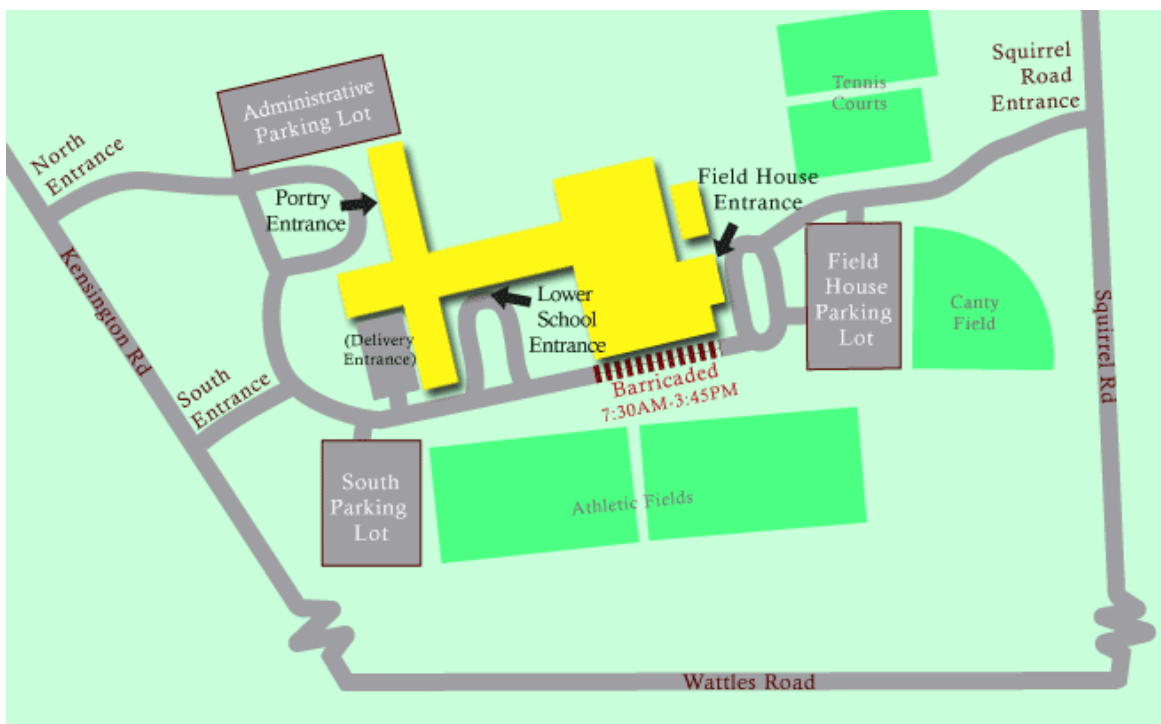 Squirrel
Road
Entrance
Tennis
Courts
Administrative
Parking Lot
North
Entrance
Portry
Entrance
Field House
Entrance
Kensington Rd
Field
House
Parking
Lot
Canty
Field
Squirrel Rd
Lower
School
Entrance
(Delivery
Entrance)
South
Entrance
Barricaded
7:30AM-3:45PM
South
Parking
Lot
Athletic Fields
Wattles Road